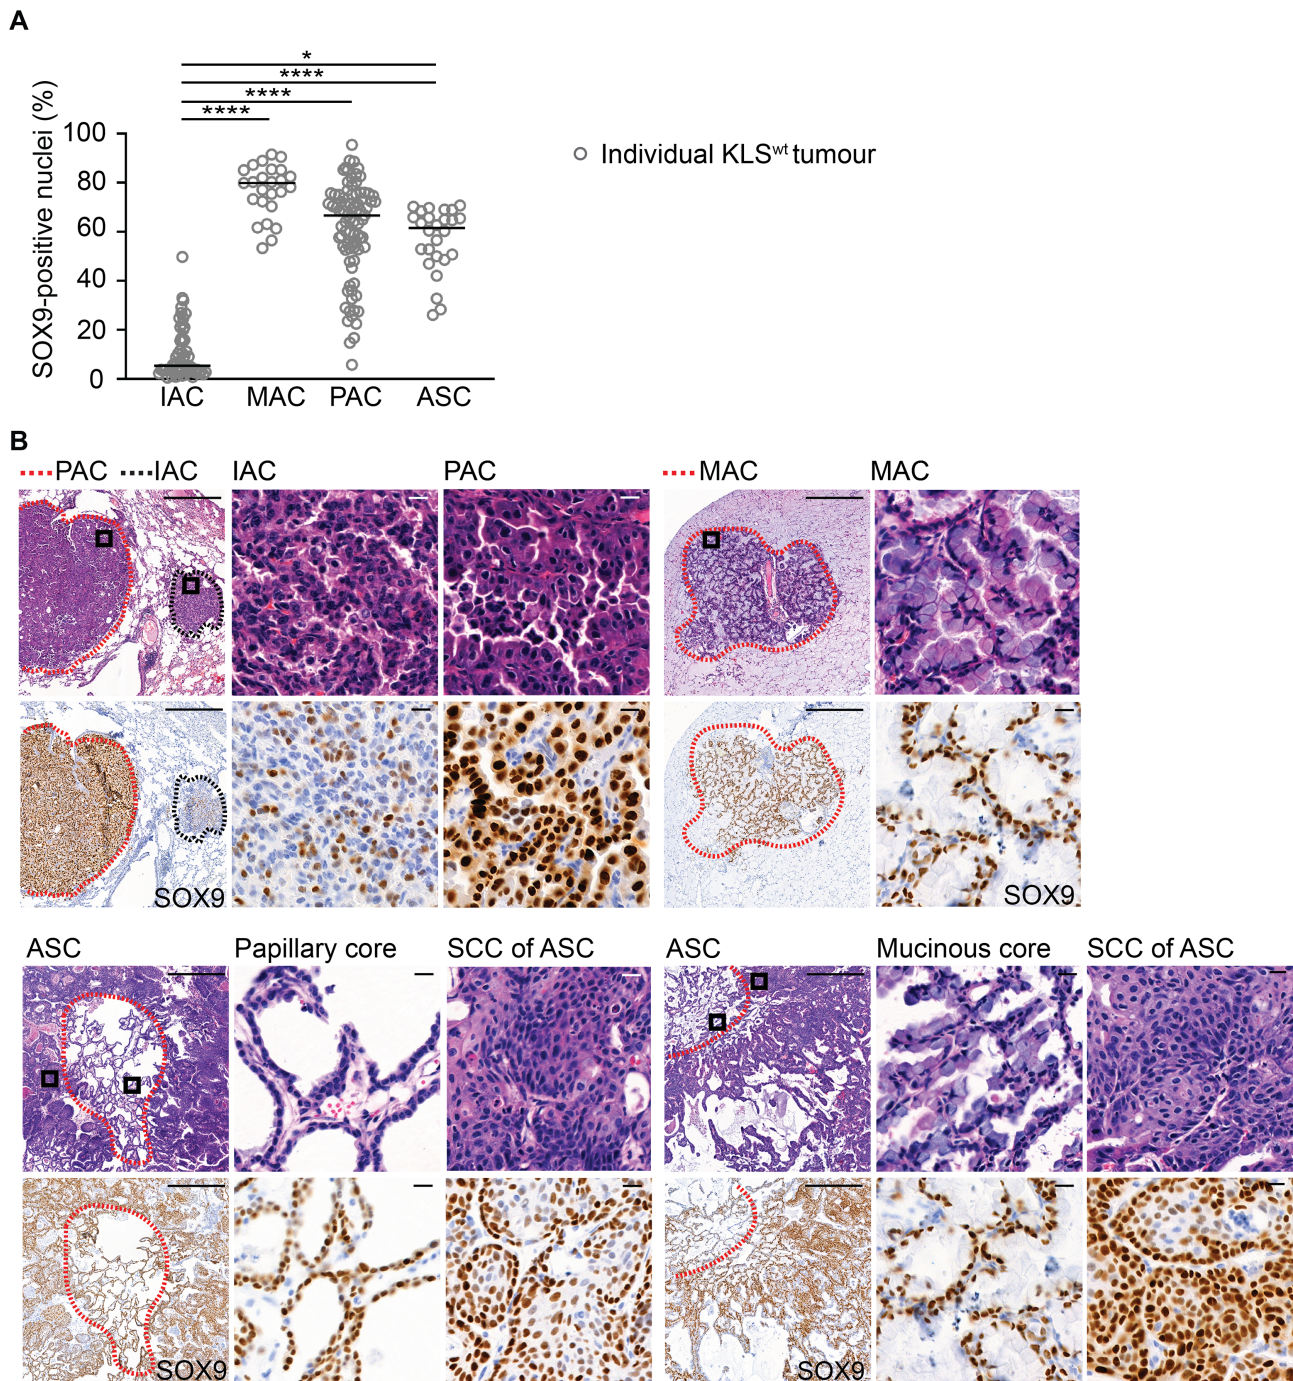 A
*
****
****
****
SOX9-positive nuclei (%)
100
80
60
40
20
0
IAC MAC PAC ASC
Individual KLSwt tumour
B
PAC IAC IAC PAC MAC MAC
SOX9 SOX9
ASC Papillary core SCC of ASC ASC Mucinous core SCC of ASC
SOX9 SOX9